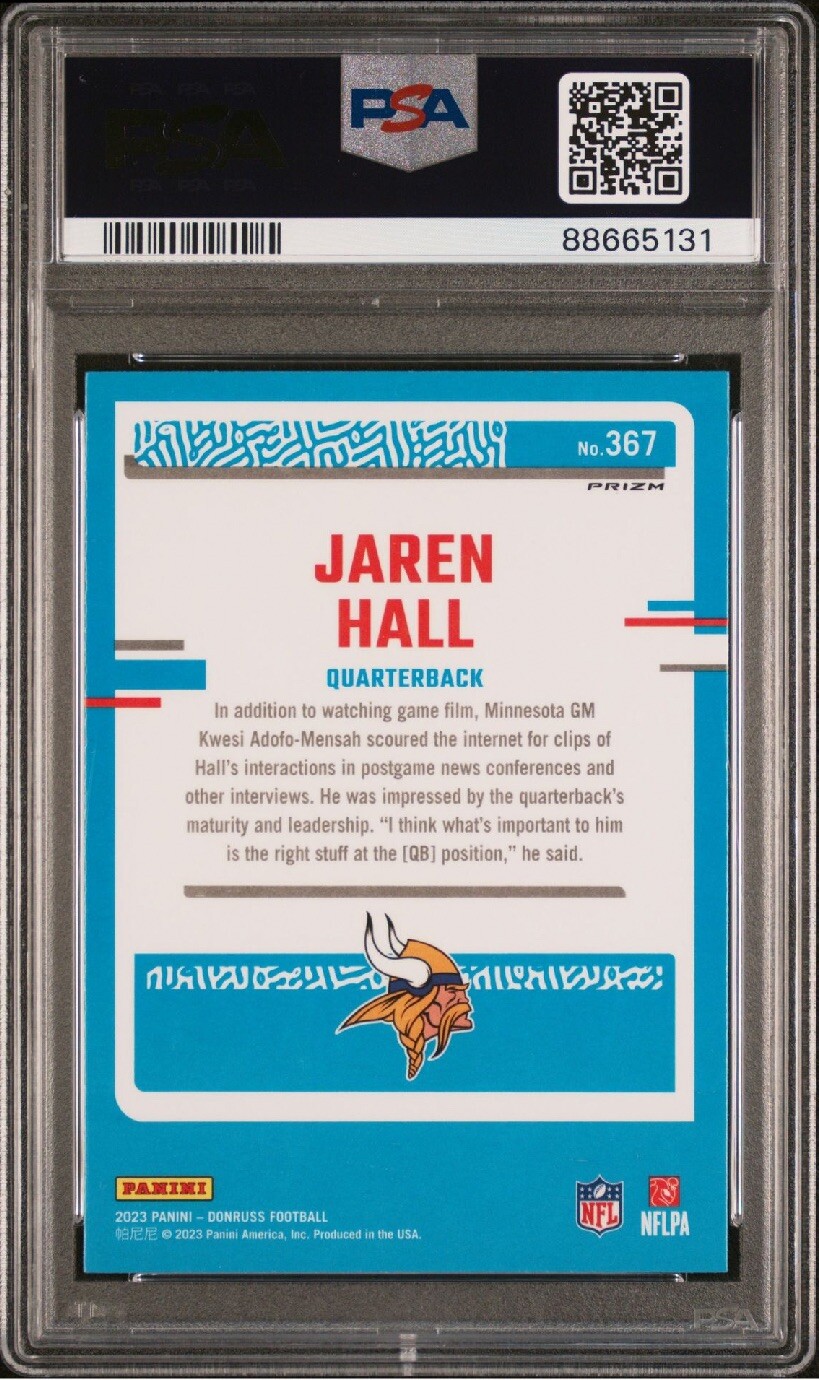 PSA
88665131
No.367
PRIZM
JAREN
HALL
QUARTERBACK
In addition to watching game film, Minnesota GM
Kwesi Adofo-Mensah scoured the internet for clips of
Hall's interactions in postgame news conferences and
other interviews. He was impressed by the quarterback's
maturity and leadership. “I think what's important to him
is the right stuff at the [QB] position,” he said.
PANINI
2023 PANINI – DONRUSS FOOTBALL
帕尼尼 © 2023 Panini America, Inc. Produced in the USA.
NFL
NFLPA
PSA